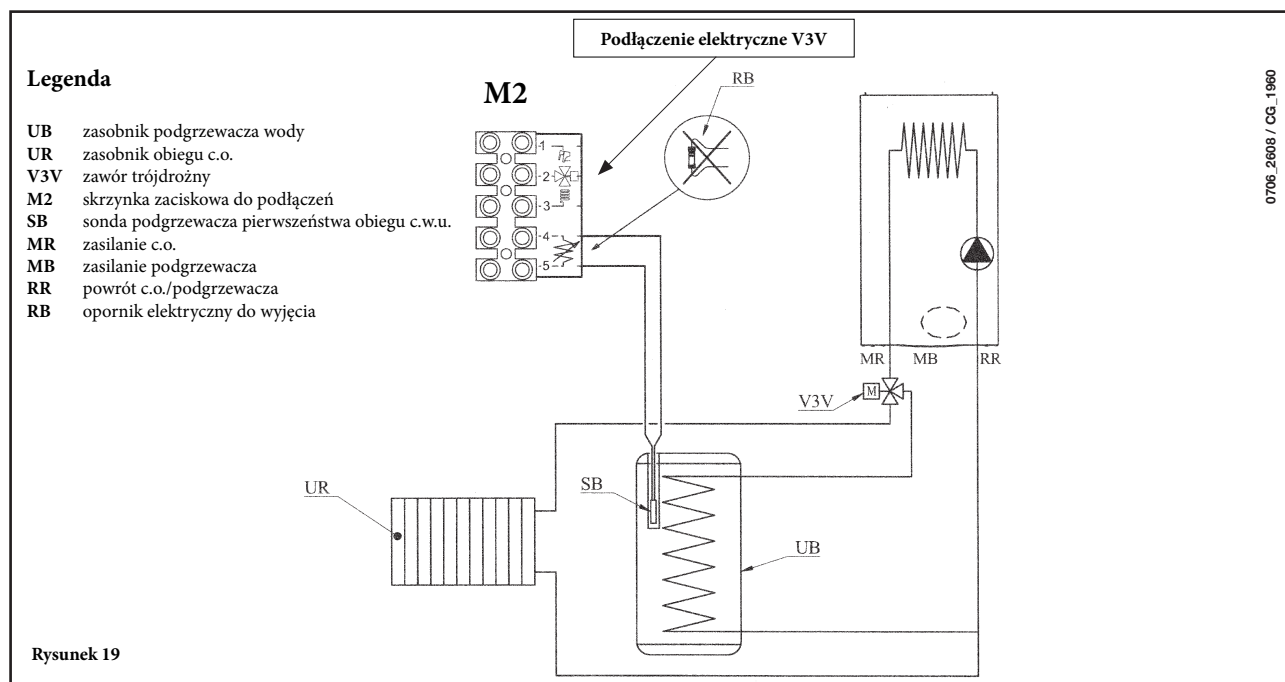 Podłączenie elektryczne V3V
Legenda
UB zasobnik podgrzewacza wody
UR zasobnik obiegu c.o.
V3V zawór trójdrożny
M2 skrzynka zaciskowa do podłączeń
SB sonda podgrzewacza pierwszeństwa obiegu c.w.u.
MR zasilanie c.o.
MB zasilanie podgrzewacza
RR powrót c.o./podgrzewacza
RB opornik elektryczny do wyjęcia
M2
RB
-1
-2
-3
-4
-5
MR MB RR
V3V
M
UR
SB
UB
Rysunek 19
0706_2608 / CG_1960